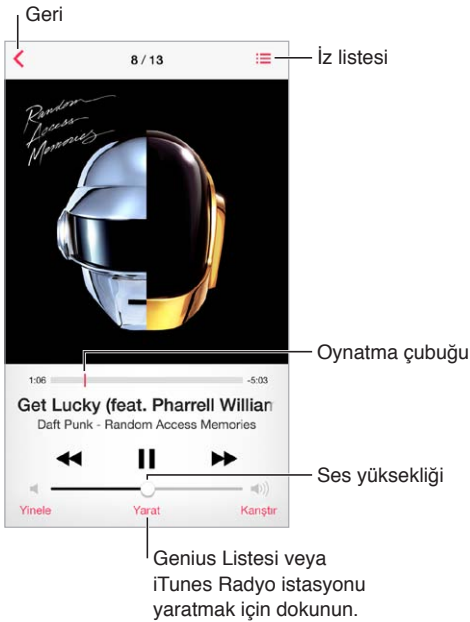 Geri
8 / 13
İz listesi
Random
Access
Memories
Oynatma çubuğu
1:06
-5:03
Get Lucky (feat. Pharrell Willian
Daft Punk - Random Access Memories
Ses yüksekliği
Yinele
Yarat
Karıştır
Genius Listesi veya
iTunes Radyo istasyonu
yaratmak için dokunun.